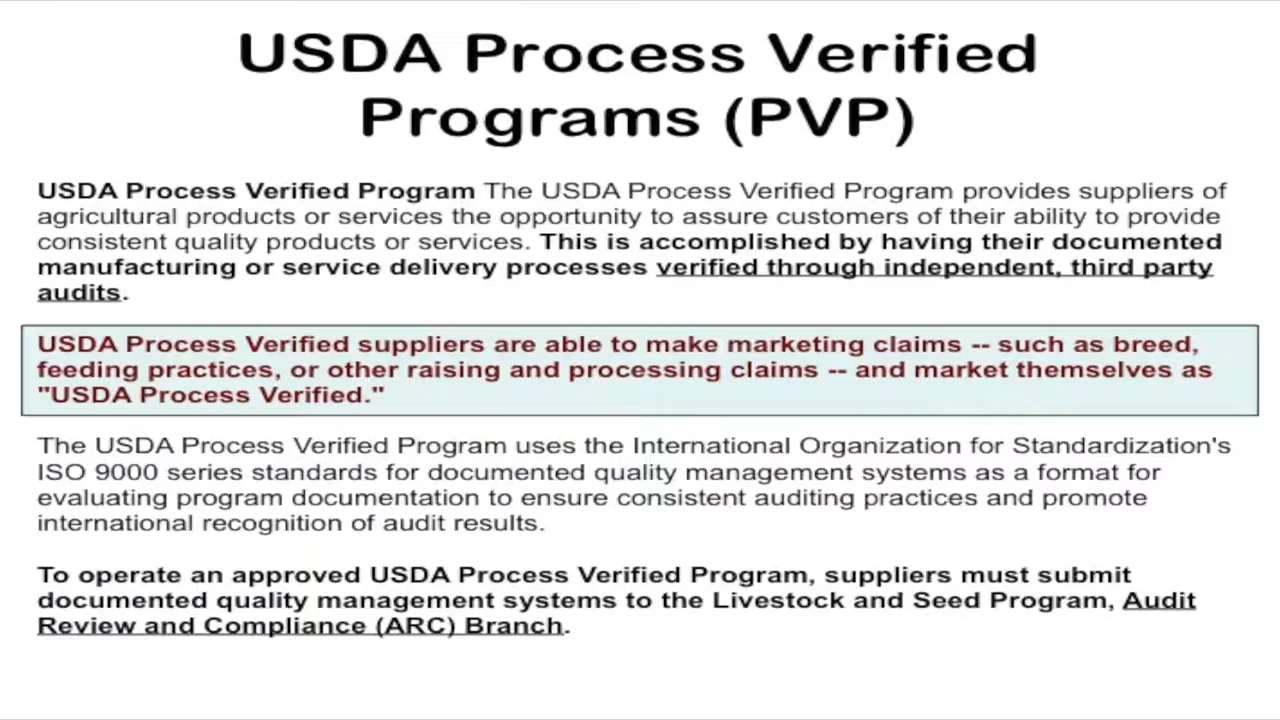 USDA Process Verified
Programs (PVP)
USDA Process Verified Program The USDA Process Verified Program provides suppliers of
agricultural products or services the opportunity to assure customers of their ability to provide
consistent quality products or services. This is accomplished by having their documented
manufacturing or service delivery processes verified through independent, third party
audits.
USDA Process Verified suppliers are able to make marketing claims -- such as breed,
feeding practices, or other raising and processing claims -- and market themselves as
"USDA Process Verified."
The USDA Process Verified Program uses the International Organization for Standardization's
ISO 9000 series standards for documented quality management systems as a format for
evaluating program documentation to ensure consistent auditing practices and promote
international recognition of audit results.
To operate an approved USDA Process Verified Program, suppliers must submit
documented quality management systems to the Livestock and Seed Program, Audit
Review and Compliance (ARC) Branch.